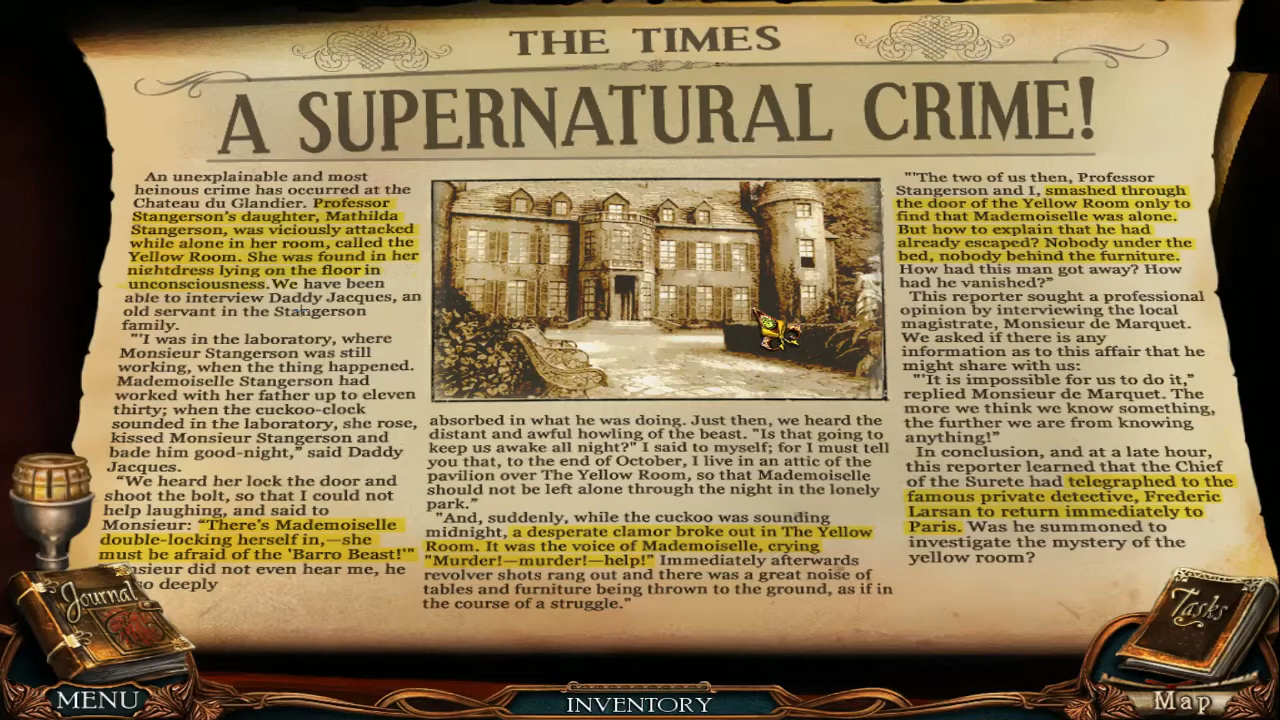 THE TIMES
A SUPERNATURAL CRIME!
An unexplainable and most
heinous crime has occurred at the
Chateau du Glandier. Professor
Stangerson's daughter, Mathilda
Stangerson, was viciously attacked
while alone in her room, called the
Yellow Room. She was found in her
nightdress lying on the floor in
unconsciousness. We have been
able to interview Daddy Jacques, an
old servant in the Stangerson
family.
"'I was in the laboratory, where
Monsieur Stangerson was still
working, when the thing happened.
Mademoiselle Stangerson had
worked with her father up to eleven
thirty; when the cuckoo-clock
sounded in the laboratory, she rose,
kissed Monsieur Stangerson and
bade him good-night," said Daddy
Jacques.
"We heard her lock the door and
shoot the bolt, so that I could not
help laughing, and said to
Monsieur: "There's Mademoiselle
double-locking herself in,—she
must be afraid of the 'Barro Beast!'"
did not even hear me, he
so deeply
absorbed in what he was doing. Just then, we heard the
distant and awful howling of the beast. "Is that going to
keep us awake all night?" I said to myself; for I must tell
you that, to the end of October, I live in an attic of the
pavilion over The Yellow Room, so that Mademoiselle
should not be left alone through the night in the lonely
park."
"And, suddenly, while the cuckoo was sounding
midnight, a desperate clamor broke out in The Yellow
Room. It was the voice of Mademoiselle, crying
"Murder!—murder!—help!" Immediately afterwards
revolver shots rang out and there was a great noise of
tables and furniture being thrown to the ground, as if in
the course of a struggle."
"'The two of us then, Professor
Stangerson and I, smashed through
the door of the Yellow Room only to
find that Mademoiselle was alone.
But how to explain that he had
already escaped? Nobody under the
bed, nobody behind the furniture.
How had this man got away? How
had he vanished?"
This reporter sought a professional
opinion by interviewing the local
magistrate, Monsieur de Marquet.
We asked if there is any
information as to this affair that he
might share with us:
"'It is impossible for us to do it,"
replied Monsieur de Marquet. The
more we think we know something,
the further we are from knowing
anything!"
In conclusion, and at a late hour,
this reporter learned that the Chief
of the Surete had telegraphed to the
famous private detective, Frederic
Larsan to return immediately to
Paris. Was he summoned to
investigate the mystery of the
yellow room?
Journal
Tasks
MENU
INVENTORY
Map